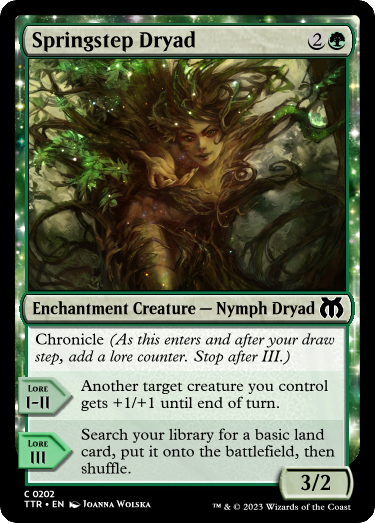 Springstep Dryad 2
Enchantment Creature — Nymph Dryad
Chronicle (As this enters and after your draw
step, add a lore counter. Stop after III.)
LORE
I-II
Another target creature you control
gets +1/+1 until end of turn.
LORE
III
Search your library for a basic land
card, put it onto the battlefield, then
shuffle.
3/2
C 0202
TTR • EN JOANNA WOLSKA
™ & © 2023 Wizards of the Coast